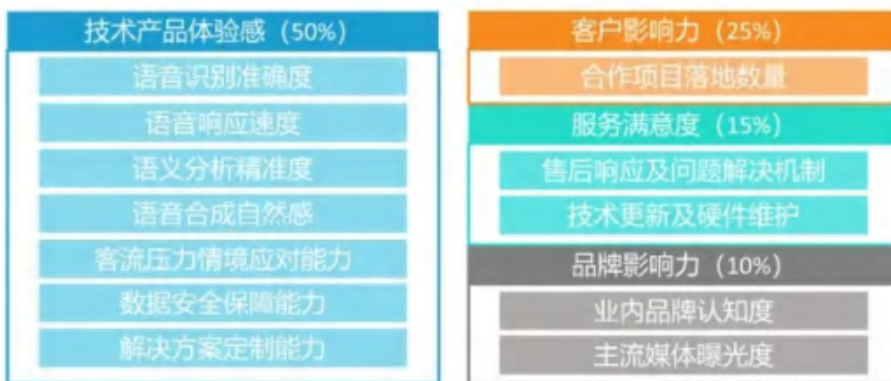 技术产品体验感（50%）
语音识别准确度
语音响应速度
语义分析精准度
语音合成自然感
客流压力情境应对能力
数据安全保障能力
解决方案定制能力
客户影响力（25%）
合作项目落地数量
服务满意度（15%）
售后响应及问题解决机制
技术更新及硬件维护
品牌影响力（10%）
业内品牌认知度
主流媒体曝光度